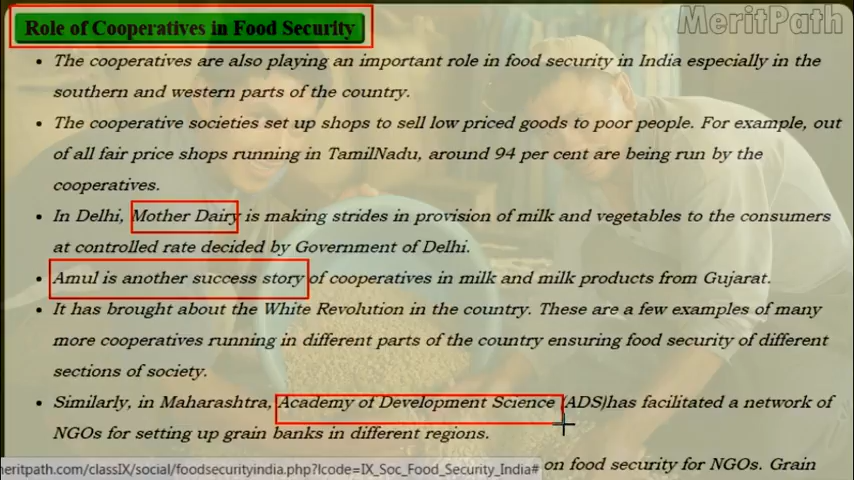 MeritPath
Role of Cooperatives in Food Security
• The cooperatives are also playing an important role in food security in India especially in the
southern and western parts of the country.
• The cooperative societies set up shops to sell low priced goods to poor people. For example, out
of all fair price shops running in TamilNadu, around 94 per cent are being run by the
cooperatives.
• In Delhi, Mother Dairy is making strides in provision of milk and vegetables to the consumers
at controlled rate decided by Government of Delhi.
• Amul is another success story of cooperatives in milk and milk products from Gujarat.
• It has brought about the White Revolution in the country. These are a few examples of many
more cooperatives running in different parts of the country ensuring food security of different
sections of society.
• Similarly, in Maharashtra, Academy of Development Science (ADS)has facilitated a network of
NGOs for setting up grain banks in different regions.
on food security for NGOs. Grain
neritpath.com/classIX/social/foodsecurityindia.php?lcode=IX_Soc_Food_Security_India#